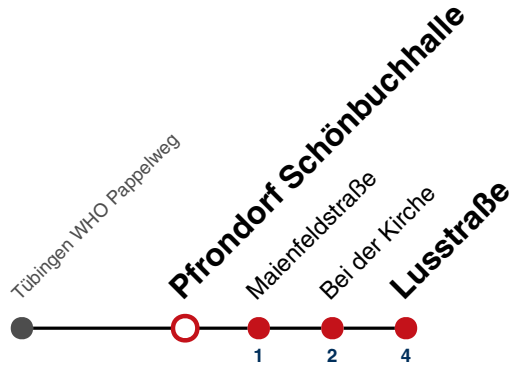 Tübingen WHO Pappelweg
Pfrondorf Schönbuchhalle
Maienfeldstraße
Bei der Kirche
Lusstraße
1
2
4